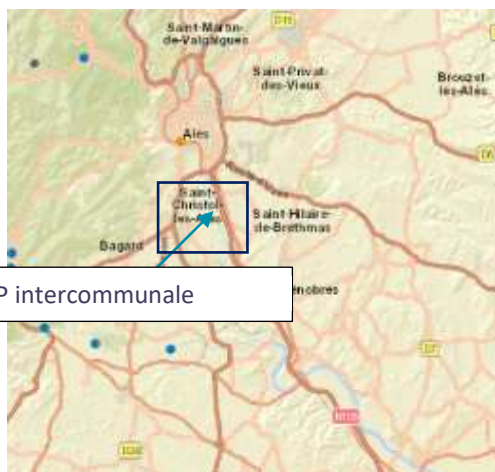 Saint-Martin-
de-Valgalgues
Saint-Privat-
des-Vieux
Brouzet-
lès-Alès
Alès
Saint-
Christol-
lès-Alès
Saint-Hilaire-
de-Brethmas
Bagard
P intercommunale
enobres